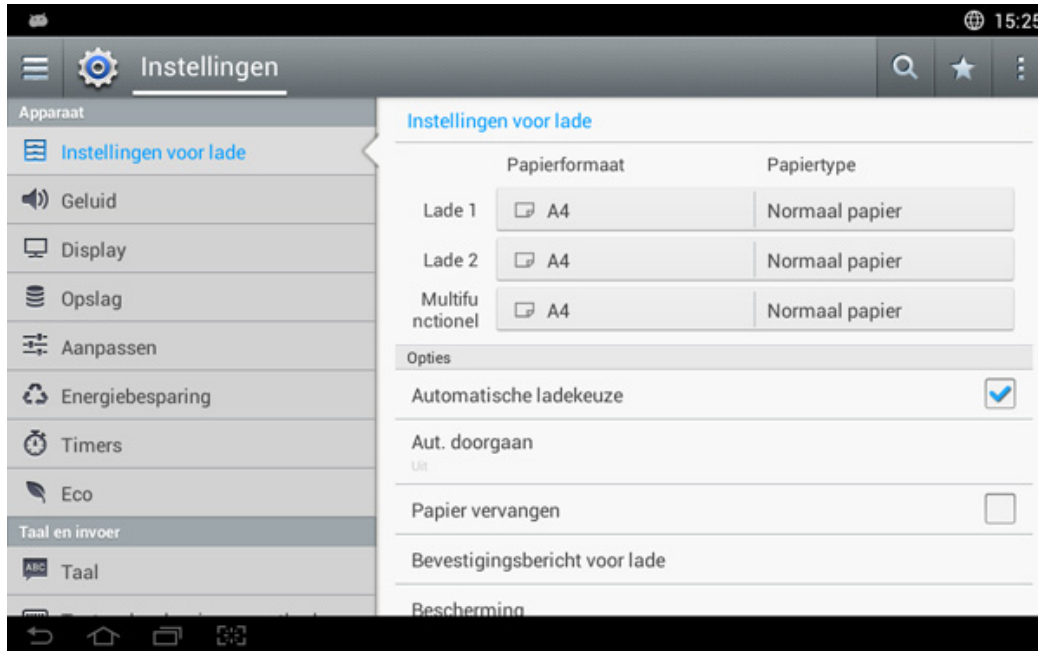 15:25
Instellingen
Apparaat
Instellingen voor lade
Geluid
Display
Opslag
Aanpassen
Energiebesparing
Timers
Eco
Taal en invoer
ABC
Taal
Instellingen voor lade
Papierformaat Papiertype
Lade 1 A4 Normaal papier
Lade 2 A4 Normaal papier
Multifu
nctionel A4 Normaal papier
Opties
Automatische ladekeuze
Aut. doorgaan
Uit
Papier vervangen
Bevestigingsbericht voor lade
Bescherming